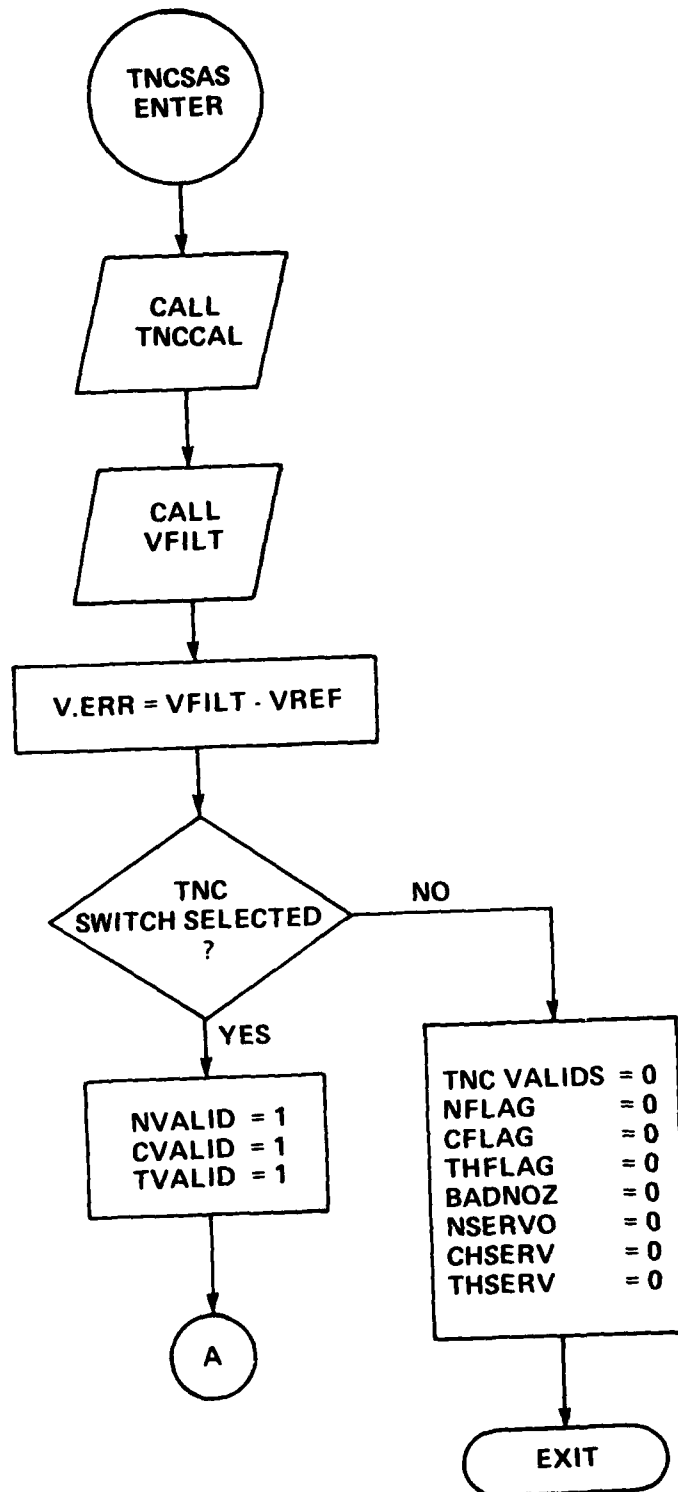 TNCSAS
ENTER
CALL
TNCCAL
CALL
VFILT
V.ERR = VFILT - VREF
TNC
SWITCH SELECTED
?
NO
YES
NVALID = 1
CVALID = 1
TVALID = 1
A
TNC VALIDS = 0
NFLAG = 0
CFLAG = 0
THFLAG = 0
BADNOZ = 0
NSERVO = 0
CHSERV = 0
THSERV = 0
EXIT